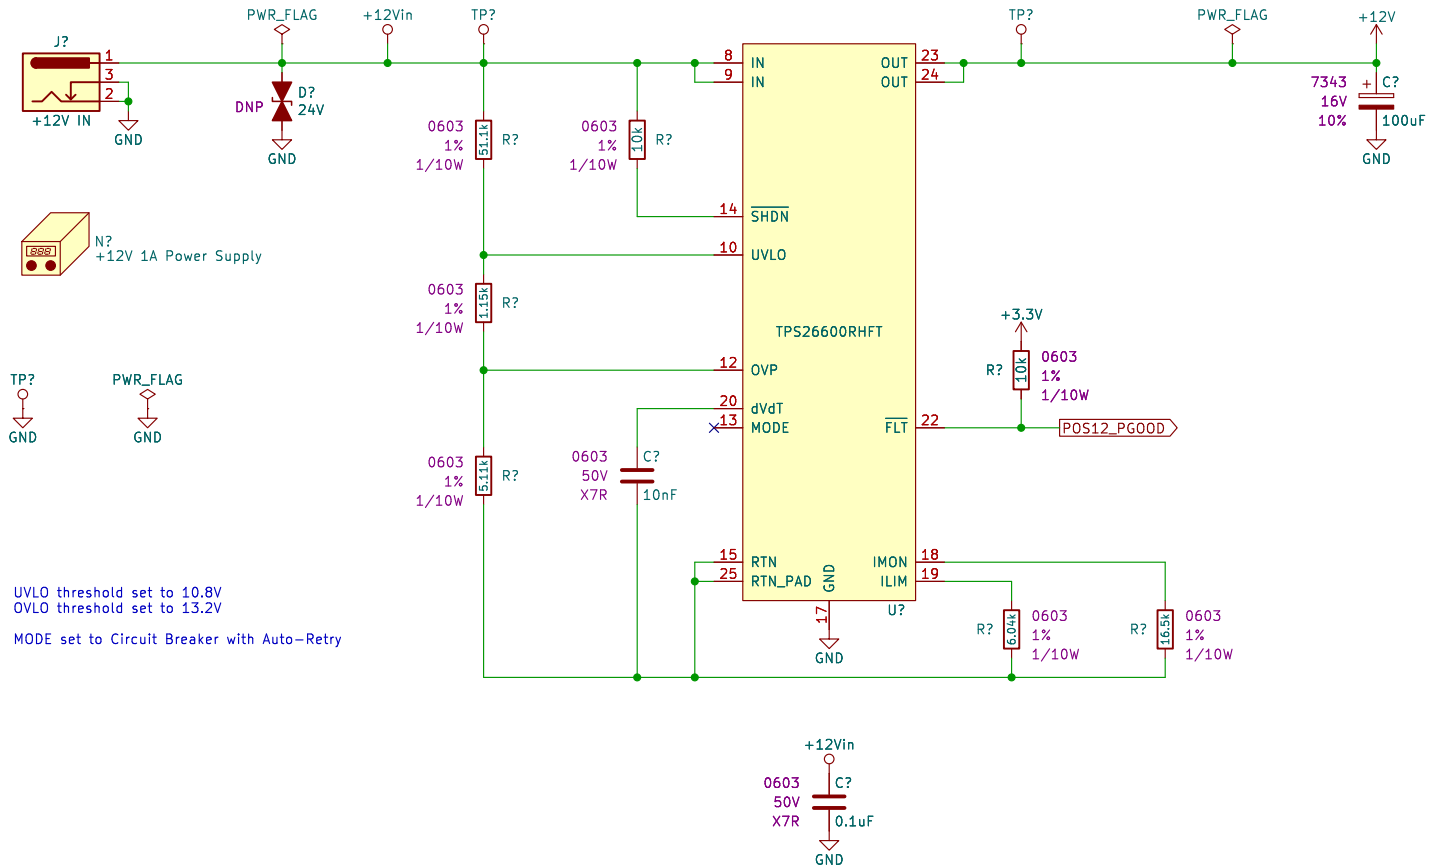 PWR_FLAG
+12Vin
TP?
TP?
PWR_FLAG
+12V
J?
1
3
2
+12V IN
GND
DNP
D?
24V
GND
0603
1%
1/10W
51.1k
R?
0603
1%
1/10W
10k
R?
8
9
IN
IN
OUT
OUT
23
24
7343
16V
10%
+
C?
100uF
GND
14
SHDN
10
UVLO
888
N?
+12V 1A Power Supply
0603
1%
1/10W
1.15k
R?
TPS26600RHFT
+3.3V
R?
10k
0603
1%
1/10W
12
OVP
20
dVdT
13
MODE
FLT
22
POS12_PGOOD
TP?
GND
PWR_FLAG
GND
0603
1%
1/10W
5.11k
R?
0603
50V
X7R
C?
10nF
15
RTN
25
RTN_PAD
GND
17
GND
IMON
18
ILIM
19
U?
R?
6.04k
0603
1%
1/10W
R?
16.5k
0603
1%
1/10W
UVLO threshold set to 10.8V
OVLO threshold set to 13.2V
MODE set to Circuit Breaker with Auto-Retry
+12Vin
0603
50V
X7R
C?
0.1uF
GND